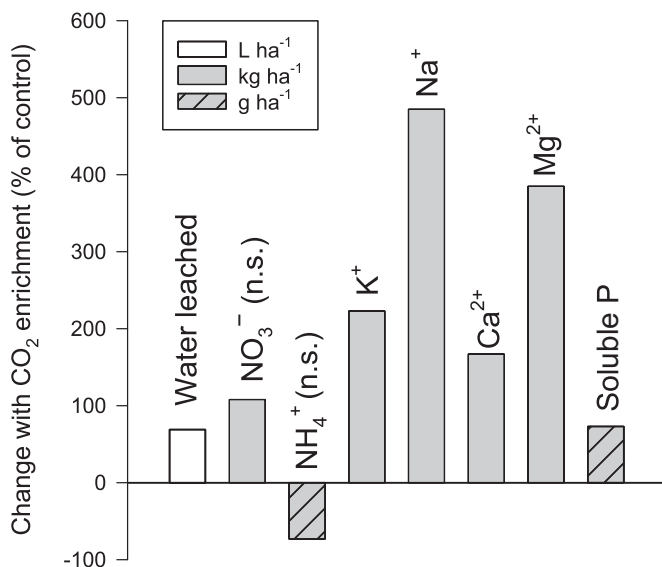 Change with CO₂ enrichment (% of control)
600
500
400
300
200
100
0
-100
L ha⁻¹
kg ha⁻¹
g ha⁻¹
Water leached
NO₃⁻ (n.s.)
NH₄⁺ (n.s.)
K⁺
Na⁺
Ca²⁺
Mg²⁺
Soluble P